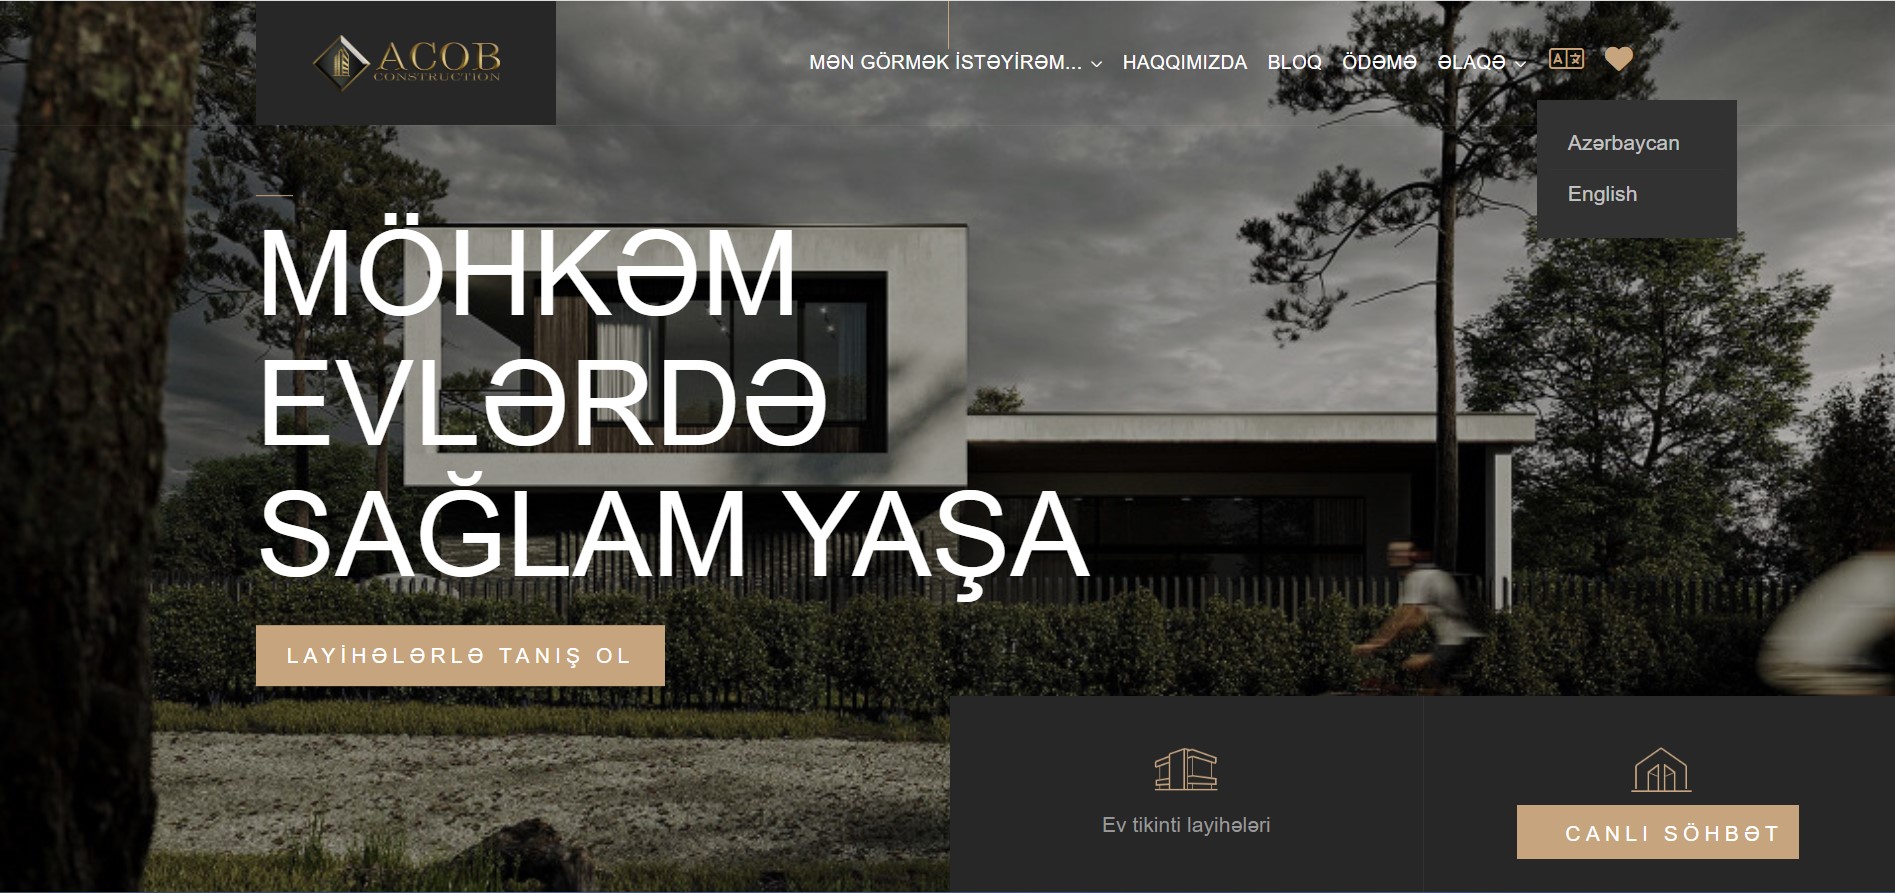 ACOB
CONSTRUCTION
MƏN GÖRMƏK İSTƏYİRƏM... HAQQIMIZDA BLOQ ÖDƏMƏ ƏLAQƏ
A
Azərbaycan
English
MÖHKƏM
EVLƏRDƏ
SAĞLAM YAŞA
LAYİHƏLƏRLƏ TANIŞ OL
Ev tikinti layihələri
CANLI SÖHBƏT